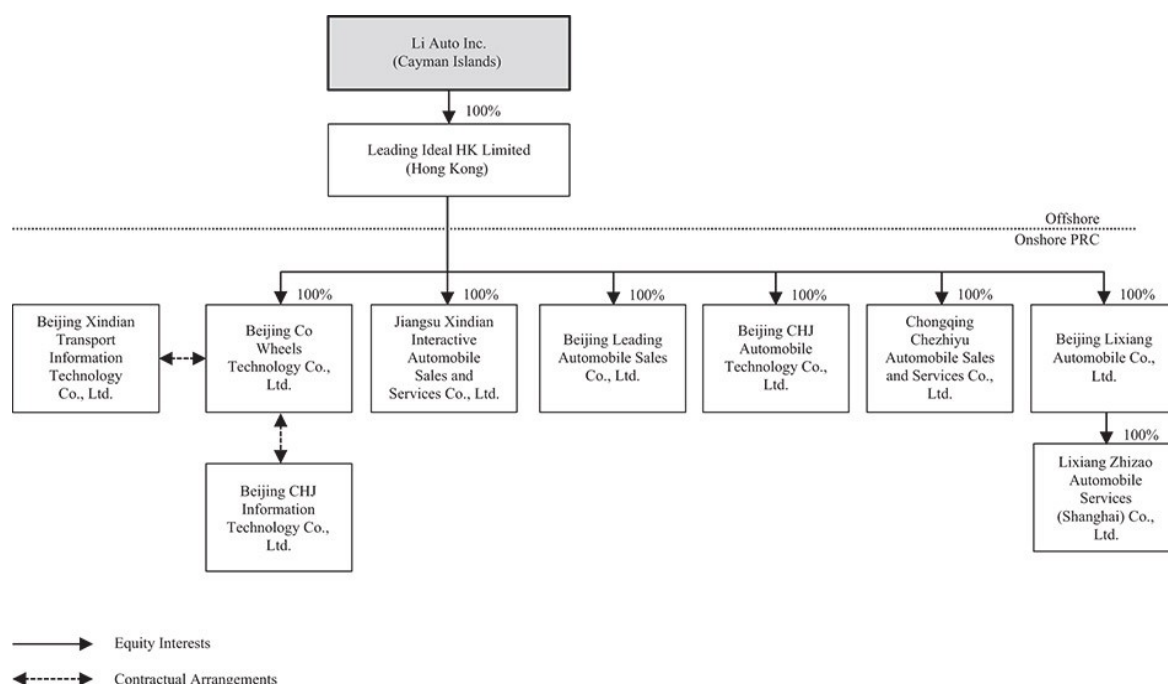 Li Auto Inc.
(Cayman Islands)
100%
Leading Ideal HK Limited
(Hong Kong)
Offshore
Onshore PRC
100%
100%
100%
100%
100%
100%
Beijing Xindian
Transport
Information
Technology
Co., Ltd.
Beijing Co
Wheels
Technology Co.,
Ltd.
Jiangsu Xindian
Interactive
Automobile
Sales and
Services Co., Ltd.
Beijing Leading
Automobile Sales
Co., Ltd.
Beijing CHJ
Automobile
Technology Co., Ltd.
Chongqing
Chezhiyu
Automobile Sales
and Services Co.,
Ltd.
Beijing Lixiang
Automobile Co.,
Ltd.
100%
Beijing CHJ
Information
Technology Co.,
Ltd.
Lixiang Zhizao
Automobile
Services
(Shanghai) Co.,
Ltd.
Equity Interests
Contractual Arrangements